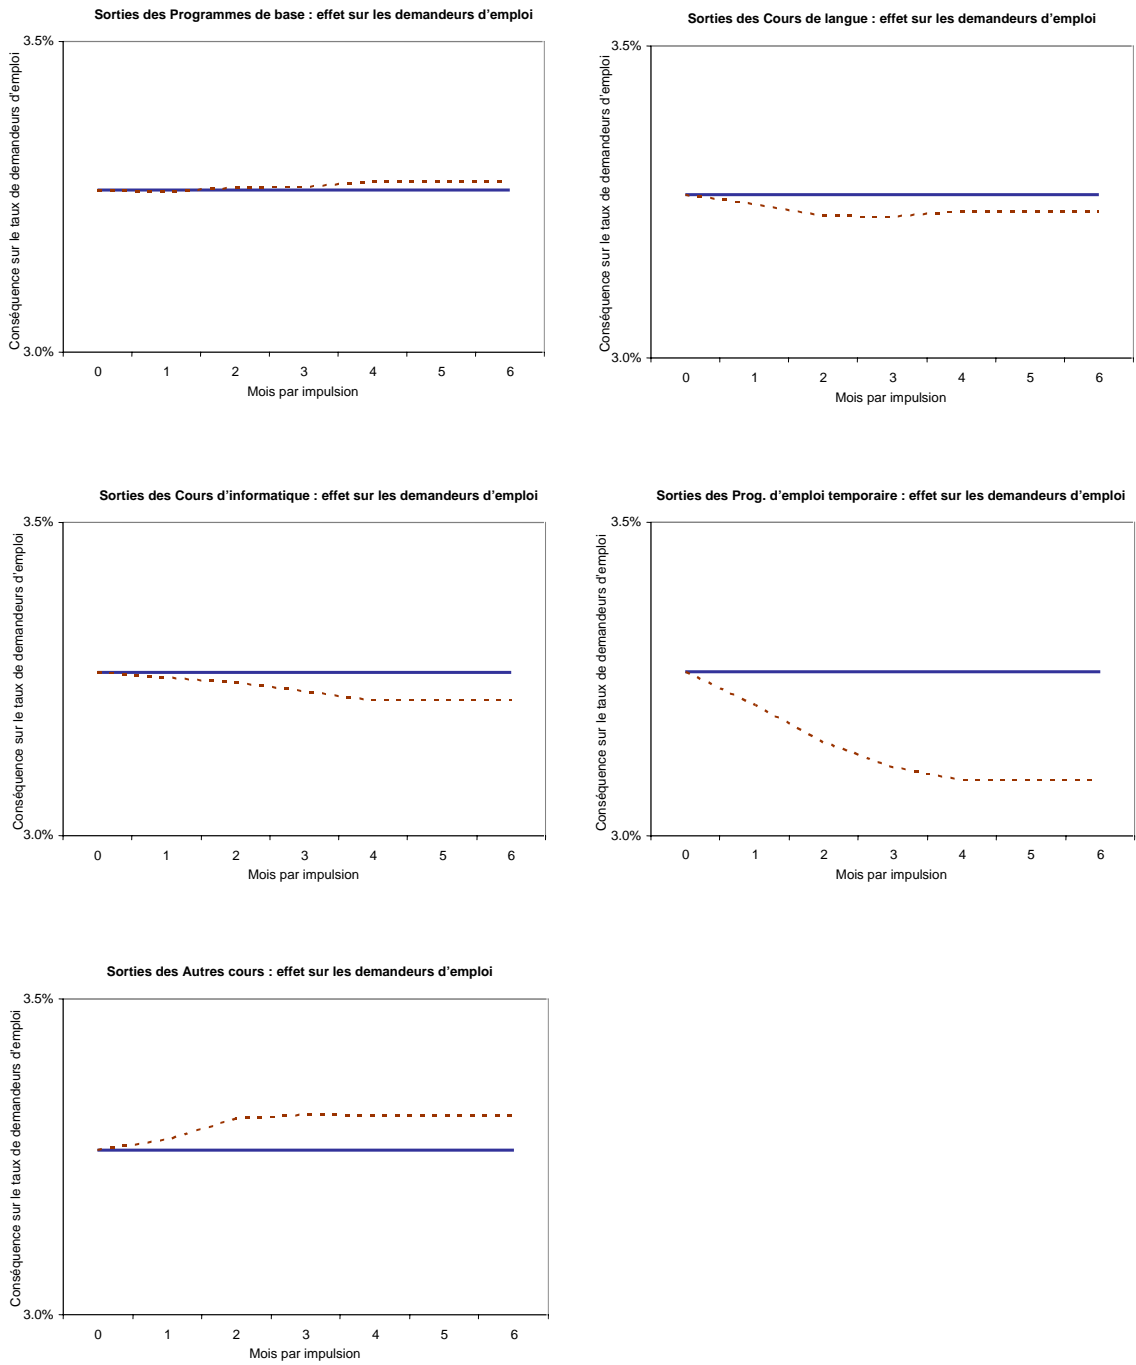 Sorties des Programmes de base : effet sur les demandeurs d'emploi
Conséquence sur le taux de demandeurs d'emploi
3.5%
3.0%
0 1 2 3 4 5 6
Mois par impulsion
Sorties des Cours de langue : effet sur les demandeurs d'emploi
Conséquence sur le taux de demandeurs d'emploi
3.5%
3.0%
0 1 2 3 4 5 6
Mois par impulsion
Sorties des Cours d'informatique : effet sur les demandeurs d'emploi
Conséquence sur le taux de demandeurs d'emploi
3.5%
3.0%
0 1 2 3 4 5 6
Mois par impulsion
Sorties des Prog. d'emploi temporaire : effet sur les demandeurs d'emploi
Conséquence sur le taux de demandeurs d'emploi
3.5%
3.0%
0 1 2 3 4 5 6
Mois par impulsion
Sorties des Autres cours : effet sur les demandeurs d'emploi
Conséquence sur le taux de demandeurs d'emploi
3.5%
3.0%
0 1 2 3 4 5 6
Mois par impulsion